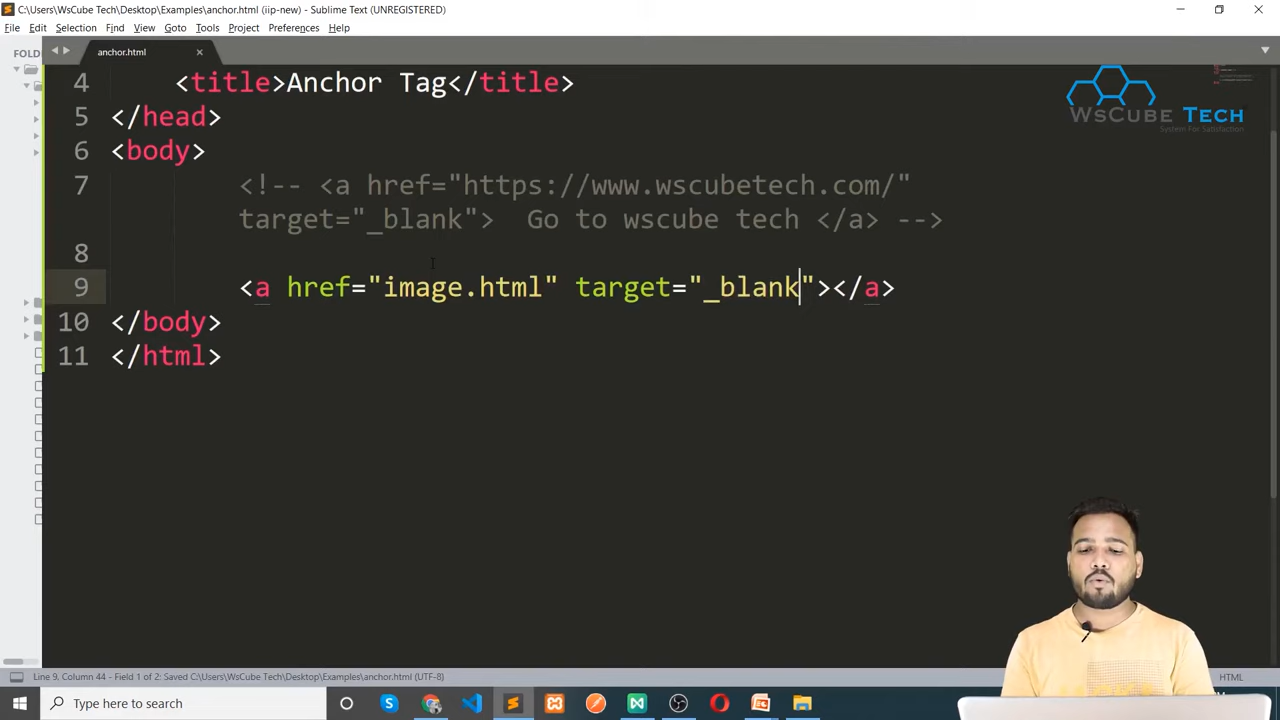 C:\Users\WsCube Tech\Desktop\Examples\anchor.html (iip-new) - Sublime Text (UNREGISTERED)
File Edit Selection Find View Goto Tools Project Preferences Help
FOLD
anchor.html
4 <title>Anchor Tag</title>
5 </head>
6 <body>
7 <!-- <a href="https://www.wscubetech.com/"
target="_blank">  Go to wscube tech </a> -->
8
9 <a href="image.html" target="_blank"></a>
10 </body>
11 </html>
WsCube Tech
System For Satisfaction
Line 9, Column 44 - Field 1 of 2: Saved C:\Users\WsCube Tech\Desktop\Examples\anchor.html (UTF-8)
HTML
Type here to search